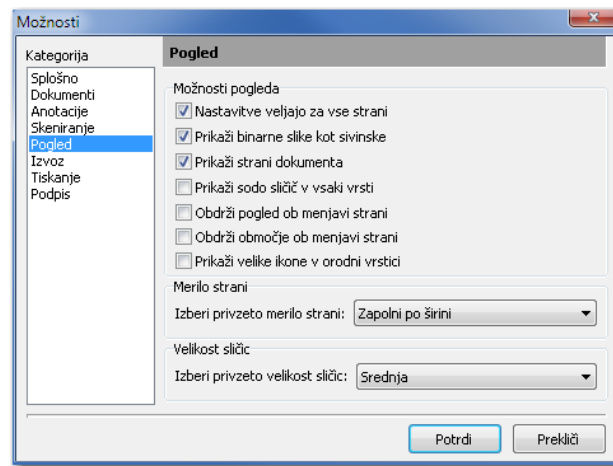 Možnosti
Kategorija
Splošno
Dokumenti
Anotacije
Skeniranje
Pogled
Izvoz
Tiskanje
Podpis
Pogled
Možnosti pogleda
Nastavitve veljajo za vse strani
Prikaži binarne slike kot sivinske
Prikaži strani dokumenta
Prikaži sodo sličic v vsaki vrsti
Obdrži pogled ob menjavi strani
Obdrži območje ob menjavi strani
Prikaži velike ikone v orodni vrstici
Merilo strani
Izberi privzeto merilo strani: Zapolni po širini
Velikost sličic
Izberi privzeto velikost sličic: Srednja
Potrdi Prekliči